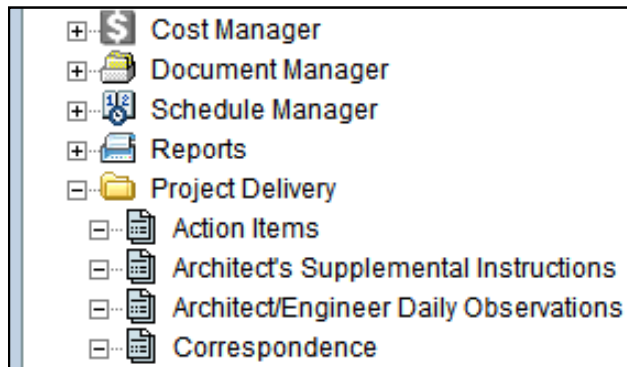 Cost Manager
Document Manager
Schedule Manager
Reports
Project Delivery
Action Items
Architect's Supplemental Instructions
Architect/Engineer Daily Observations
Correspondence